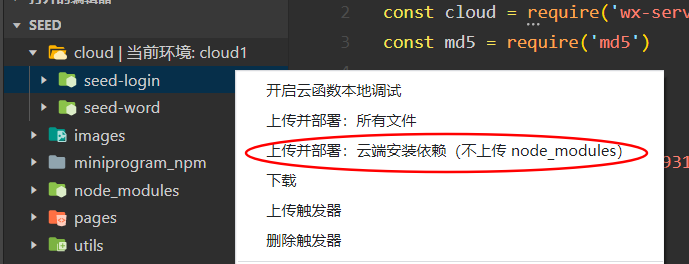 SEED
cloud | 当前环境: cloud1
seed-login
seed-word
images
miniprogram_npm
node_modules
pages
utils
2 const cloud = require('wx-serv
3 const md5 = require('md5')
开启云函数本地调试
上传并部署：所有文件
上传并部署：云端安装依赖（不上传 node_modules）
931
下载
上传触发器
删除触发器